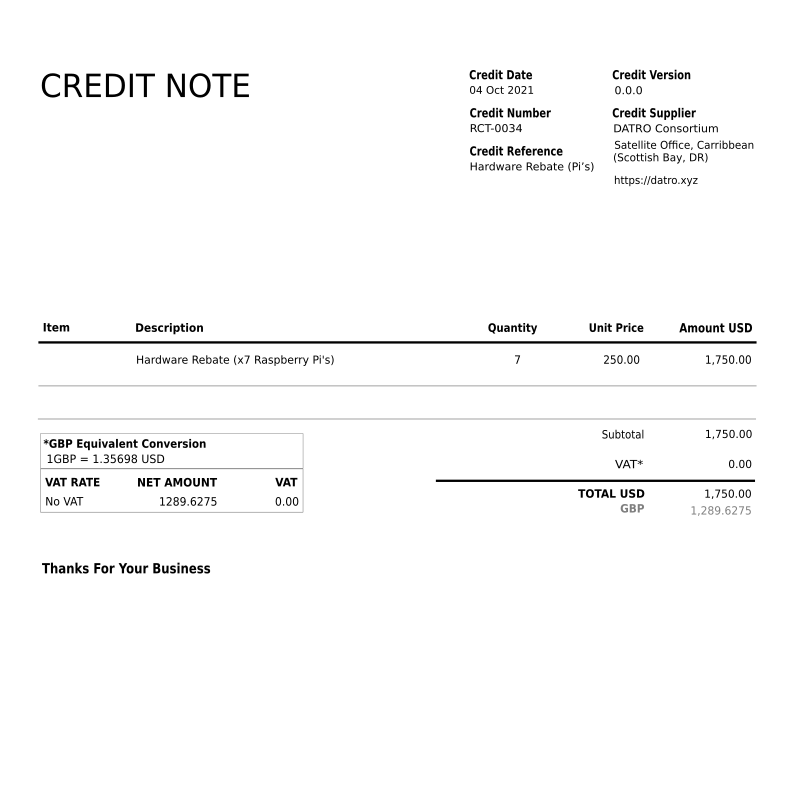 CREDIT NOTE
Credit Date
04 Oct 2021
Credit Number
RCT-0034
Credit Reference
Hardware Rebate (Pi’s)
Credit Version
0.0.0
Credit Supplier
DATRO Consortium
Satellite Office, Carribbean
(Scottish Bay, DR)
https://datro.xyz
Item Description Quantity Unit Price Amount USD
Hardware Rebate (x7 Raspberry Pi's) 7 250.00 1,750.00
*GBP Equivalent Conversion
1GBP = 1.35698 USD
VAT RATE NET AMOUNT VAT
No VAT 1289.6275 0.00
Subtotal 1,750.00
VAT* 0.00
TOTAL USD 1,750.00
GBP 1,289.6275
Thanks For Your Business